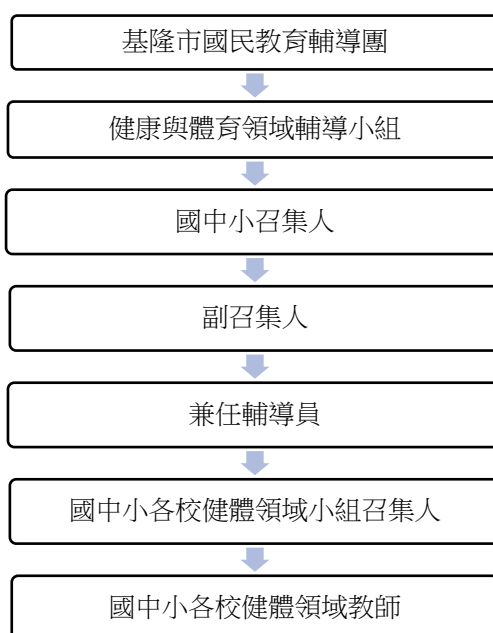 基隆市國民教育輔導團
健康與體育領域輔導小組
國中小召集人
副召集人
兼任輔導員
國中小各校健體領域小組召集人
國中小各校健體領域教師